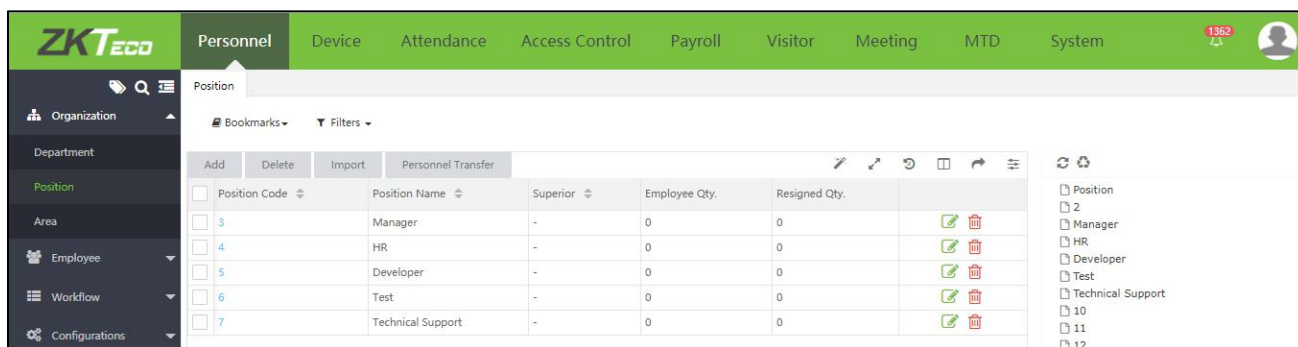 ZKTeco Personnel Device Attendance Access Control Payroll Visitor Meeting MTD System 1362
Position
Organization
Bookmarks Filters
Department
Add Delete Import Personnel Transfer
Position
Position Code Position Name Superior Employee Qty. Resigned Qty.
Area
3 Manager - 0 0
4 HR - 0 0
Employee
5 Developer - 0 0
Workflow
6 Test - 0 0
7 Technical Support - 0 0
Configurations
Position
2
Manager
HR
Developer
Test
Technical Support
10
11
12